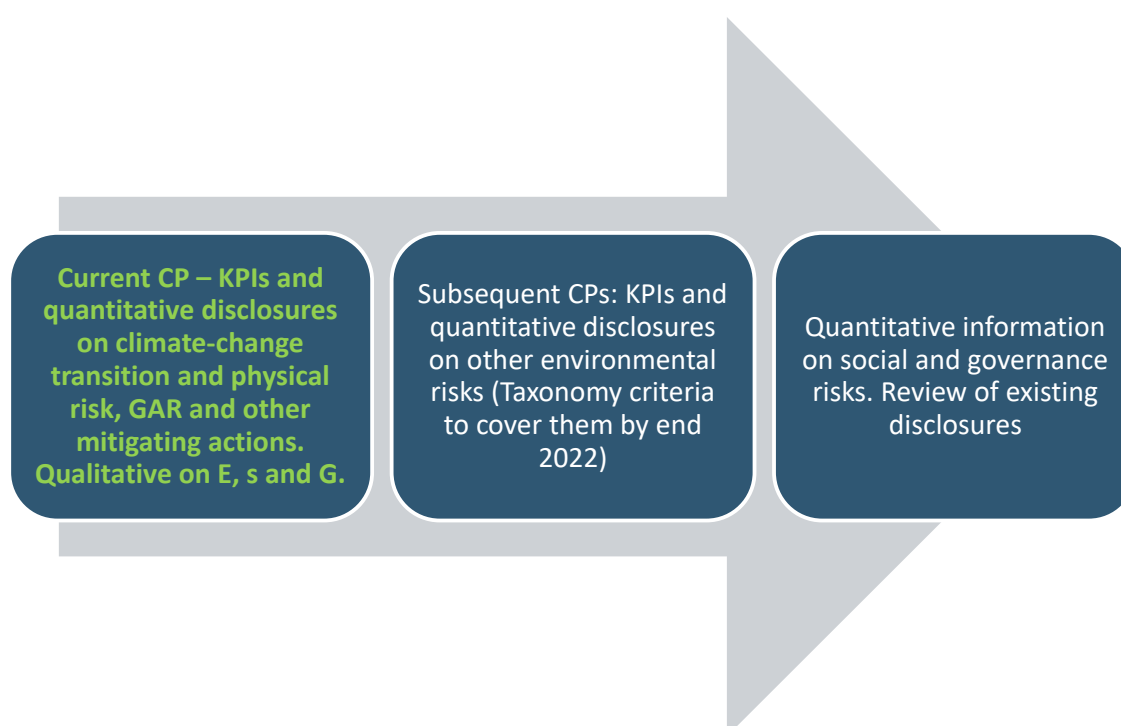 Current CP – KPIs and
quantitative disclosures
on climate-change
transition and physical
risk, GAR and other
mitigating actions.
Qualitative on E, s and G.
Subsequent CPs: KPIs and
quantitative disclosures
on other environmental
risks (Taxonomy criteria
to cover them by end
2022)
Quantitative information
on social and governance
risks. Review of existing
disclosures